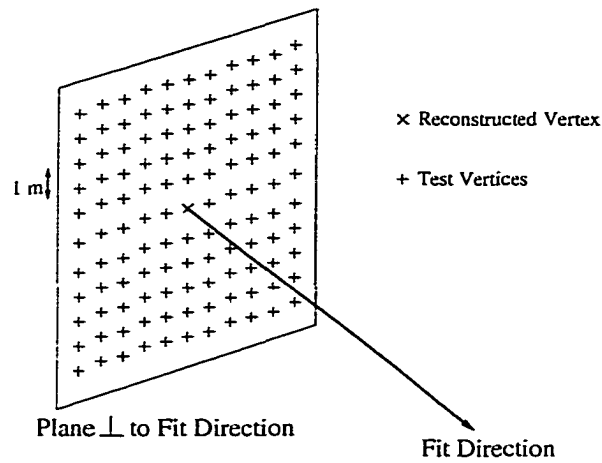 × Reconstructed Vertex
+ Test Vertices
1 m
Plane ⊥ to Fit Direction
Fit Direction